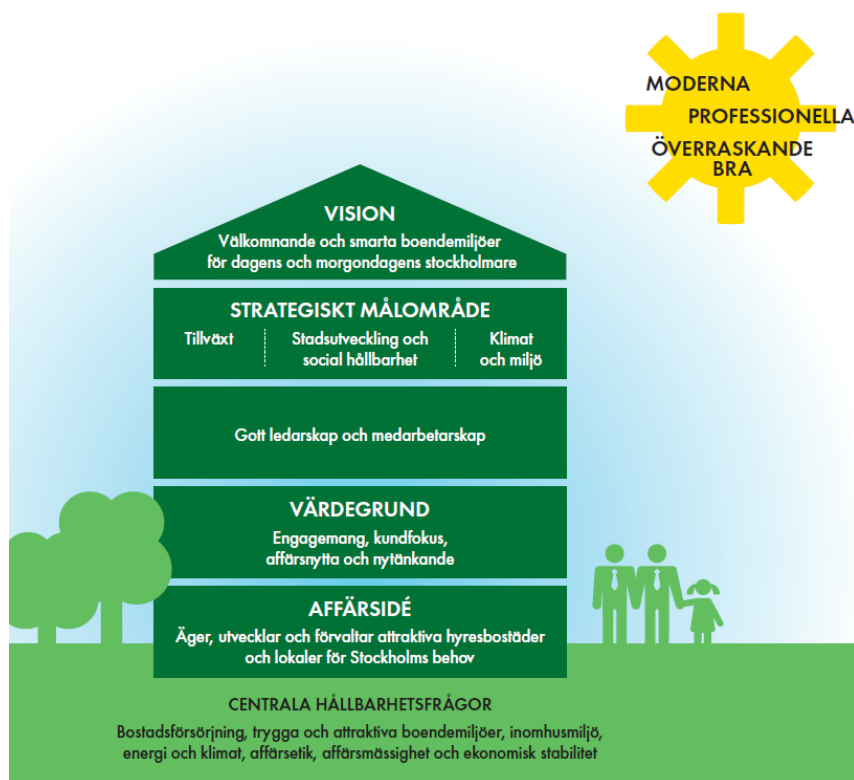 MODERNA
PROFESSIONELLA
ÖVERRASKANDE
BRA
VISION
Välkomnande och smarta boendemiljöer
för dagens och morgondagens stockholmare
STRATEGISKT MÅLOMRÅDE
Tillväxt
Stadsutveckling och
social hållbarhet
Klimat
och miljö
Gott ledarskap och medarbetarskap
VÄRDEGRUND
Engagemang, kundfokus,
affärsnytta och nytänkande
AFFÄRSIDÉ
Äger, utvecklar och förvaltar attraktiva hyresbostäder
och lokaler för Stockholms behov
CENTRALA HÅLLBARHETSFRÅGOR
Bostadsförsörjning, trygga och attraktiva boendemiljöer, inomhusmiljö,
energi och klimat, affärsetik, affärsmässighet och ekonomisk stabilitet